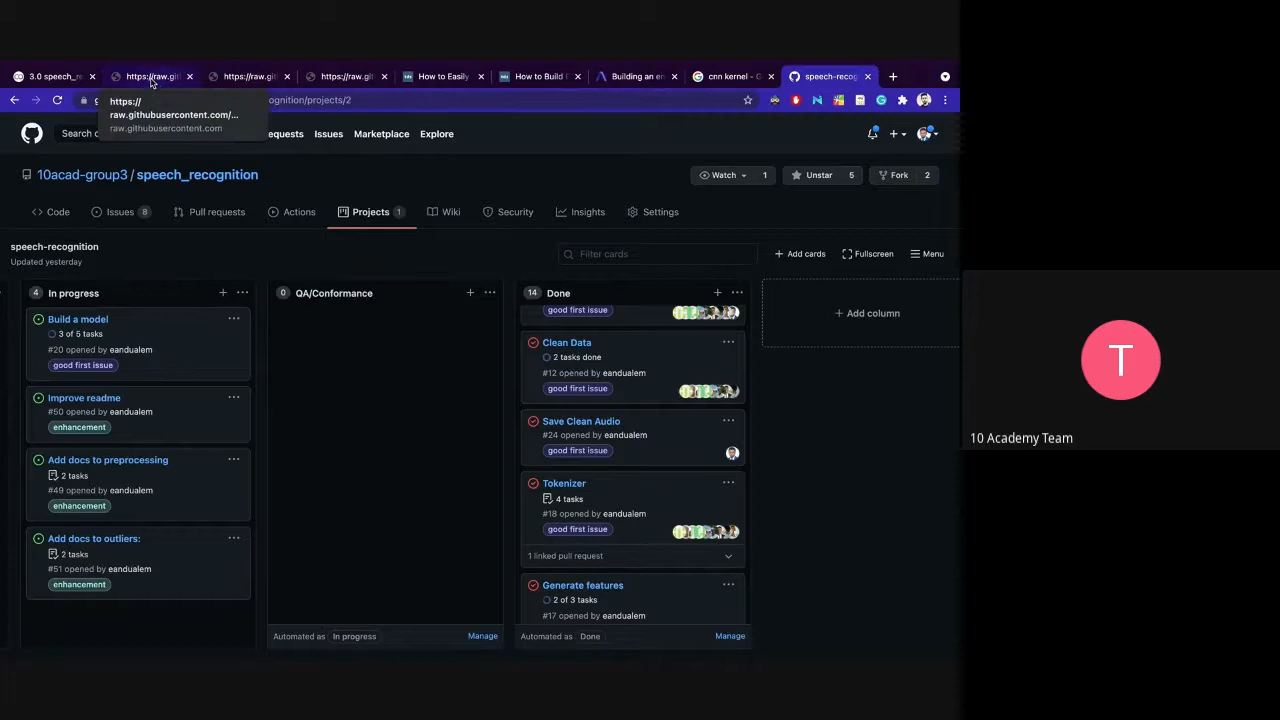 3.0 speech_re
https://raw.git
https://raw.git
https://raw.git
How to Easily
How to Build E
Building an en
cnn kernel - G
speech-recog
https://
raw.githubusercontent.com/...
raw.githubusercontent.com
ognition/projects/2
Search o
equests
Issues
Marketplace
Explore
10acad-group3 / speech_recognition
Watch 1
Unstar 5
Fork 2
Code
Issues 8
Pull requests
Actions
Projects 1
Wiki
Security
Insights
Settings
speech-recognition
Updated yesterday
Filter cards
+ Add cards
Fullscreen
Menu
4 In progress
Build a model
3 of 5 tasks
#20 opened by eandualem
good first issue
Improve readme
#50 opened by eandualem
enhancement
Add docs to preprocessing
2 tasks
#49 opened by eandualem
enhancement
Add docs to outliers:
2 tasks
#51 opened by eandualem
enhancement
0 QA/Conformance
Automated as In progress
Manage
14 Done
good first issue
Clean Data
2 tasks done
#12 opened by eandualem
good first issue
Save Clean Audio
#24 opened by eandualem
good first issue
Tokenizer
4 tasks
#18 opened by eandualem
good first issue
1 linked pull request
Generate features
2 of 3 tasks
#17 opened by eandualem
Automated as Done
Manage
+ Add column
T
10 Academy Team